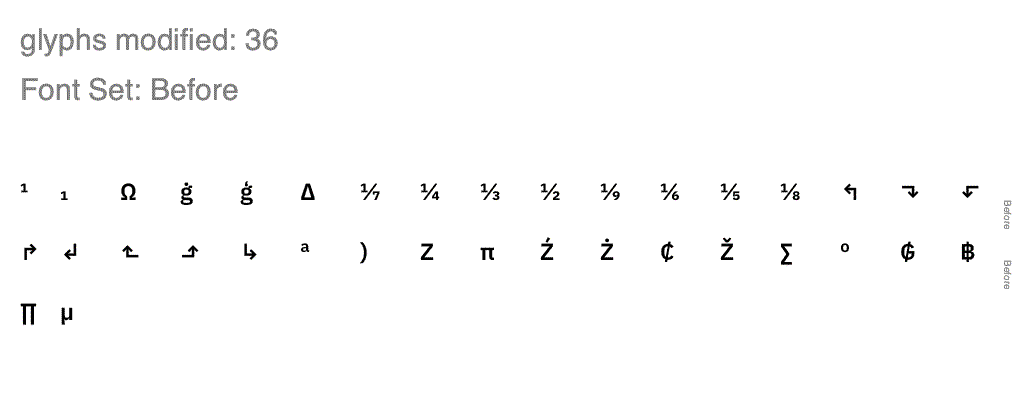 glyphs modified: 36
Font Set: Before
¹ ₁ Ω ġ ģ Δ ⅐ ¼ ⅓ ½ ⅑ ⅙ ⅕ ⅛ ↰ ↴ ⬐
Before
↱ ↲ ⬑ ⬏ ↳ ª ) Z π Ź Ż ₵ Ž ∑ º ₲ ฿
Before
∏ µ